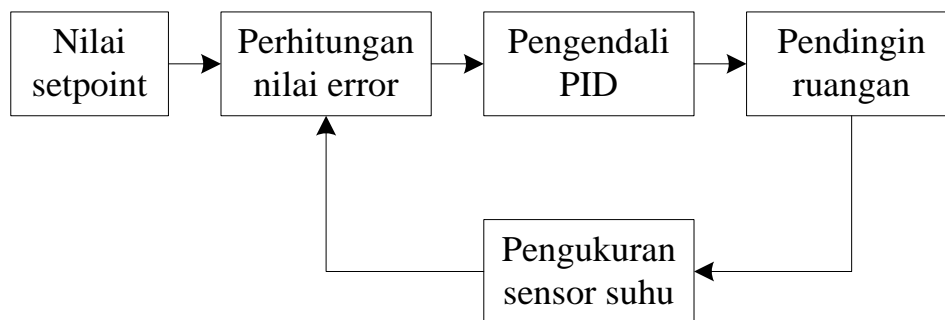 Nilai
setpoint
Perhitungan
nilai error
Pengendali
PID
Pendingin
ruangan
Pengukuran
sensor suhu